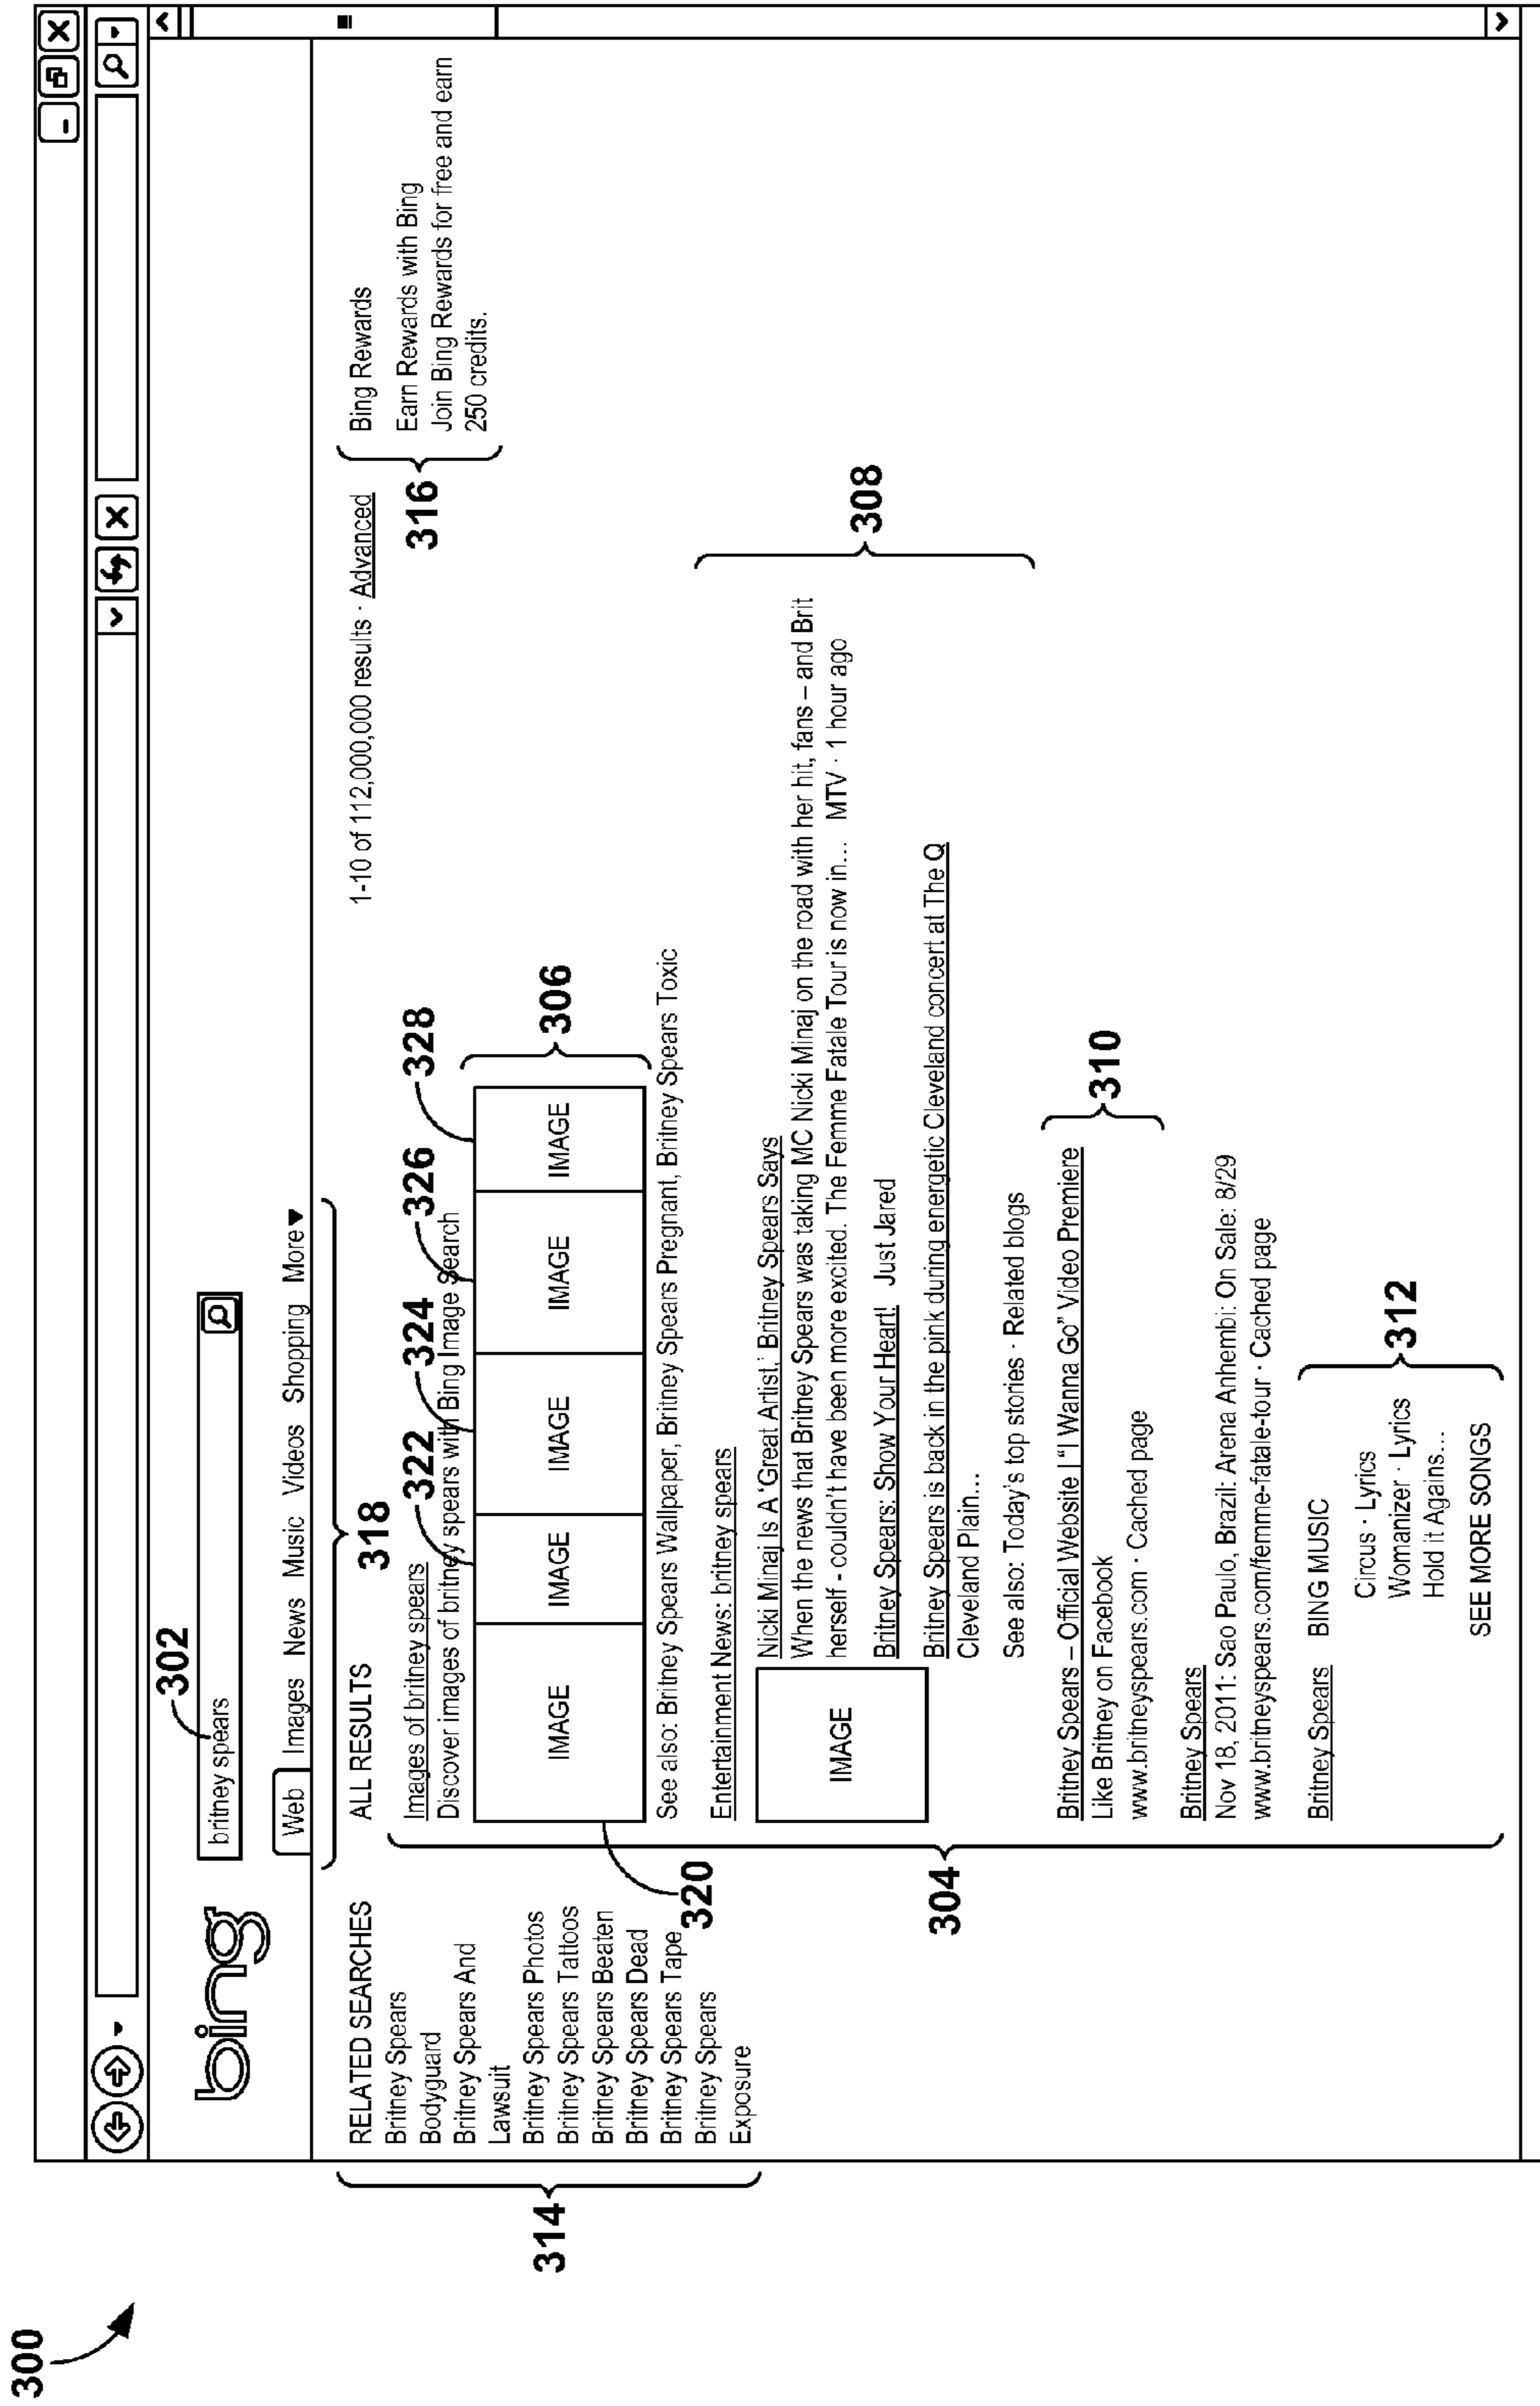 300
bing
britney spears
302
Web Images News Music Videos Shopping More
318
RELATED SEARCHES
Britney Spears
Bodyguard
Britney Spears And
Lawsuit
Britney Spears Photos
Britney Spears Tattoos
Britney Spears Beaten
Britney Spears Dead
Britney Spears Tape
Britney Spears
Exposure
314
ALL RESULTS
1-10 of 112,000,000 results · Advanced
Images of britney spears
Discover images of britney spears with Bing Image Search
322
324
326
328
IMAGE IMAGE IMAGE IMAGE IMAGE
306
320
See also: Britney Spears Wallpaper, Britney Spears Pregnant, Britney Spears Toxic
Entertainment News: britney spears
IMAGE
Nicki Minaj Is A 'Great Artist,' Britney Spears Says
When the news that Britney Spears was taking MC Nicki Minaj on the road with her hit, fans – and Brit
herself - couldn't have been more excited. The Femme Fatale Tour is now in... MTV · 1 hour ago
Britney Spears: Show Your Heart! Just Jared
Britney Spears is back in the pink during energetic Cleveland concert at The Q
Cleveland Plain...
See also: Today's top stories · Related blogs
308
304
Britney Spears – Official Website | "I Wanna Go" Video Premiere
Like Britney on Facebook
www.britneyspears.com · Cached page
310
Britney Spears
Nov 18, 2011: Sao Paulo, Brazil: Arena Anhembi: On Sale: 8/29
www.britneyspears.com/femme-fatale-tour · Cached page
Britney Spears BING MUSIC
Circus · Lyrics
Womanizer · Lyrics
Hold it Agains...
SEE MORE SONGS
312
316
Bing Rewards
Earn Rewards with Bing
Join Bing Rewards for free and earn
250 credits.